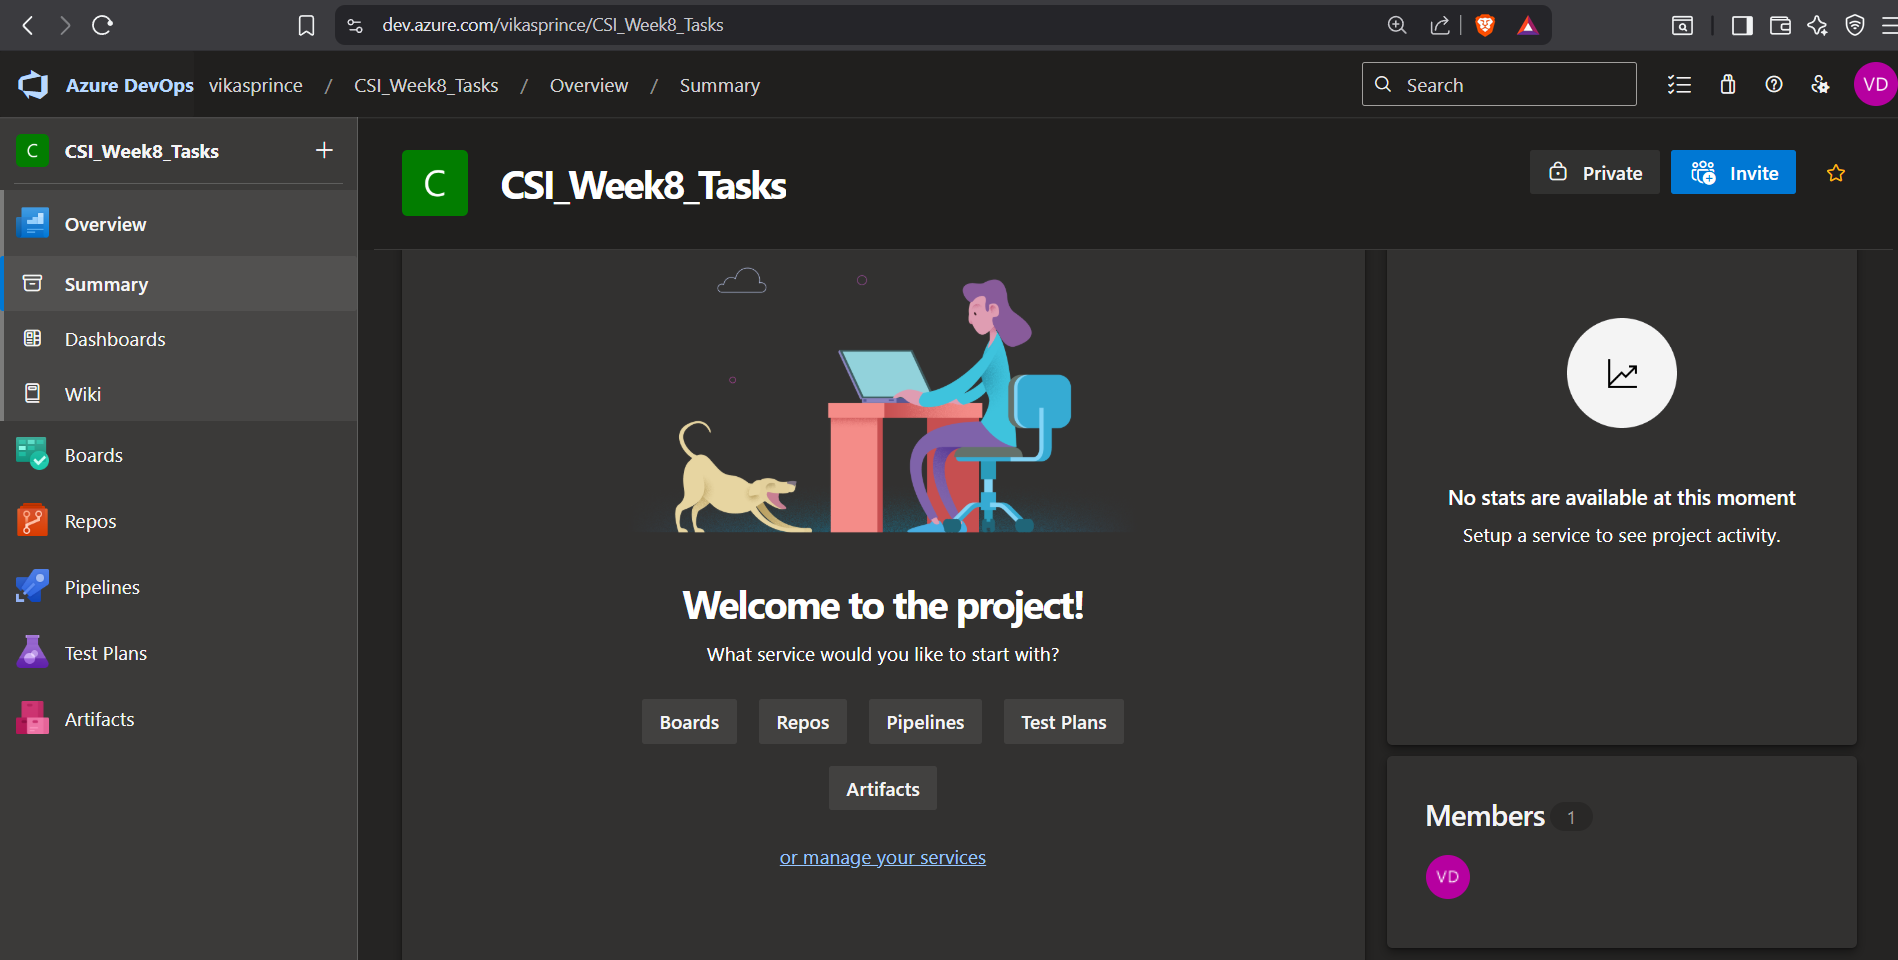 dev.azure.com/vikasprince/CSI_Week8_Tasks
Azure DevOps vikasprince / CSI_Week8_Tasks / Overview / Summary Search VD
C CSI_Week8_Tasks +
Overview
Summary
Dashboards
Wiki
Boards
Repos
Pipelines
Test Plans
Artifacts
C CSI_Week8_Tasks Private Invite
Welcome to the project!
What service would you like to start with?
Boards Repos Pipelines Test Plans
Artifacts
or manage your services
No stats are available at this moment
Setup a service to see project activity.
Members 1
VD